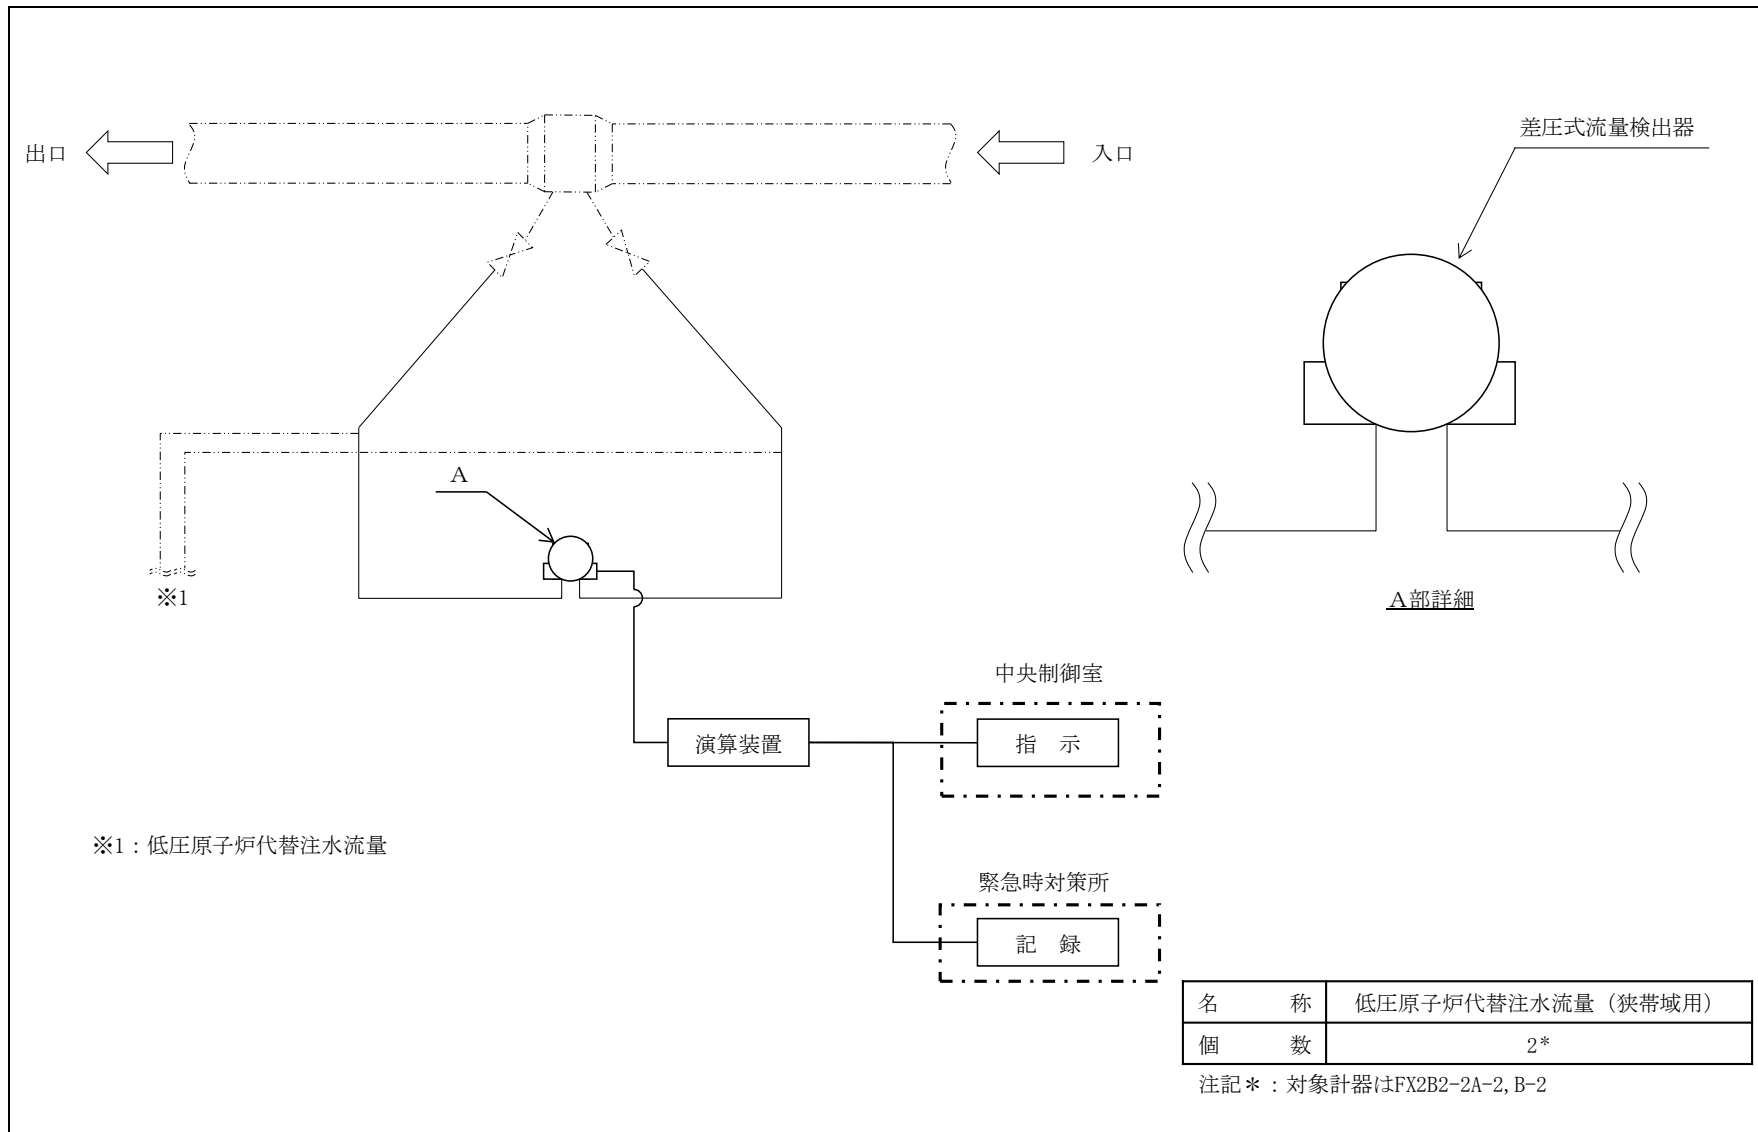 差圧式流量検出器
出口
入口
A
※1
A部詳細
中央制御室
演算装置
指　示
※1：低圧原子炉代替注水流量
緊急時対策所
記　録
名　称　低圧原子炉代替注水流量（狭帯域用）
個　数　2*
注記＊：対象計器はFX2B2-2A-2, B-2